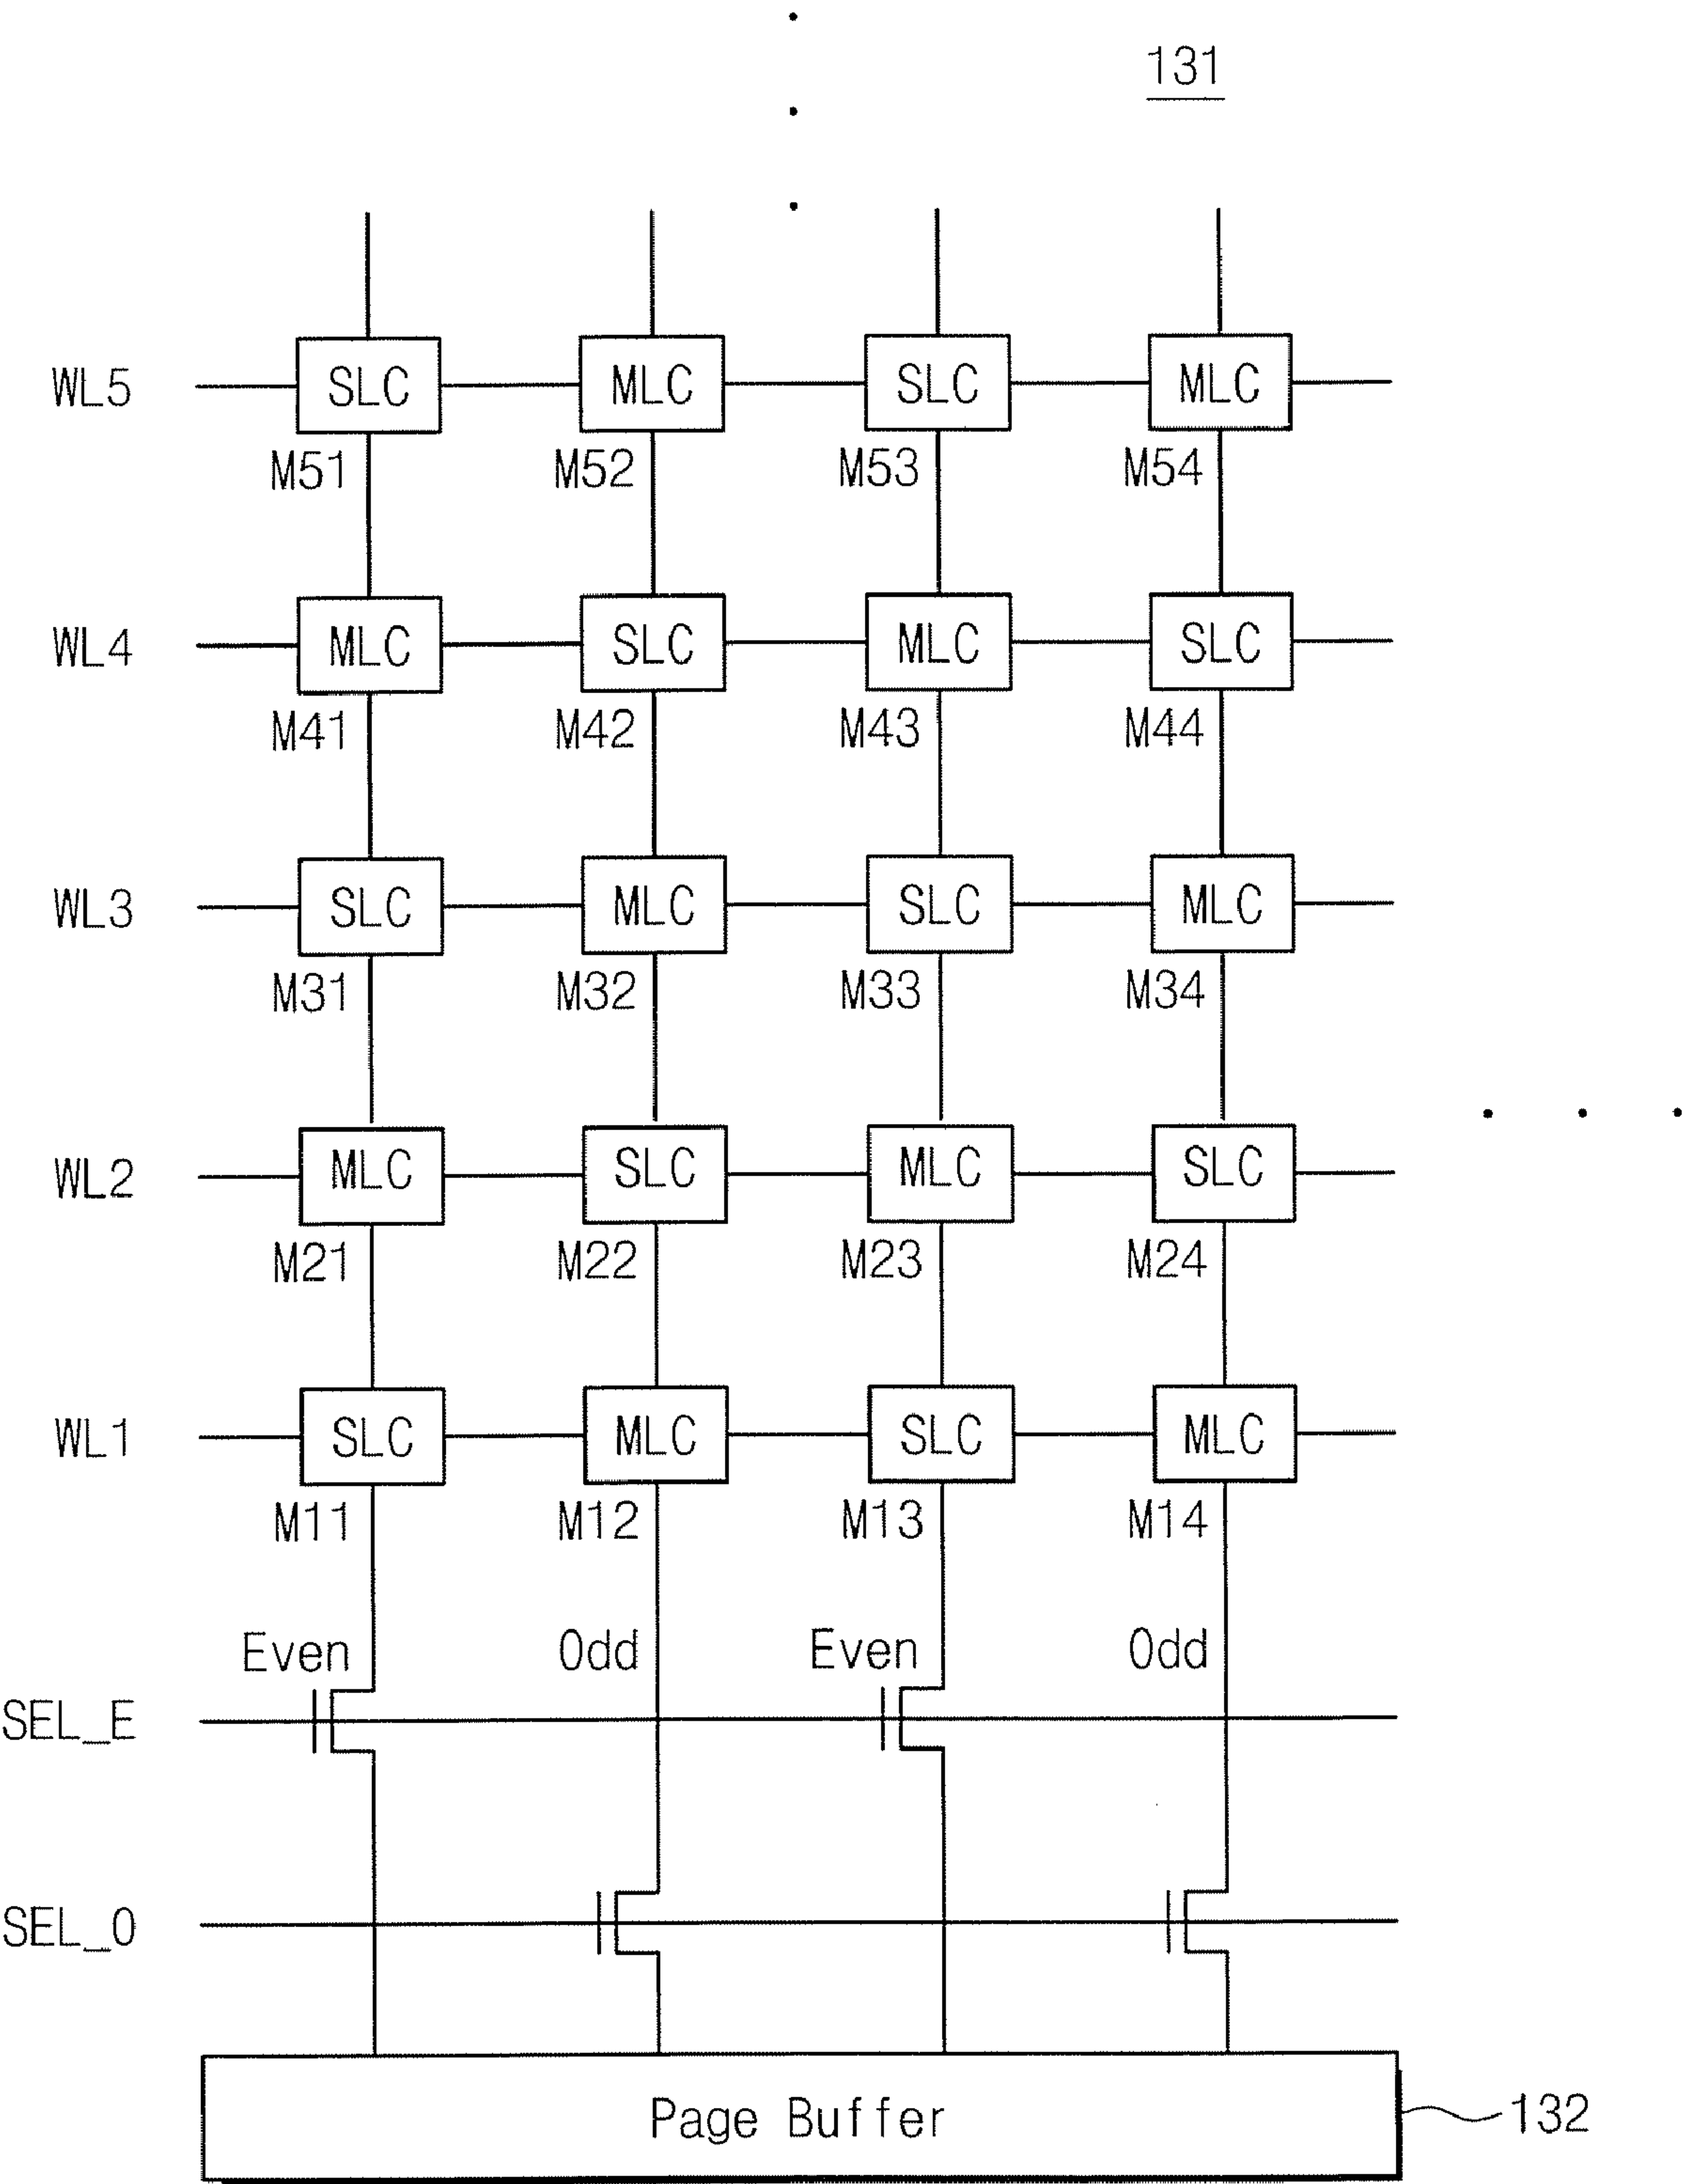 131
WL5 SLC MLC SLC MLC
M51 M52 M53 M54
WL4 MLC SLC MLC SLC
M41 M42 M43 M44
WL3 SLC MLC SLC MLC
M31 M32 M33 M34
WL2 MLC SLC MLC SLC
M21 M22 M23 M24
WL1 SLC MLC SLC MLC
M11 M12 M13 M14
Even Odd Even Odd
SEL_E
SEL_O
Page Buffer 132